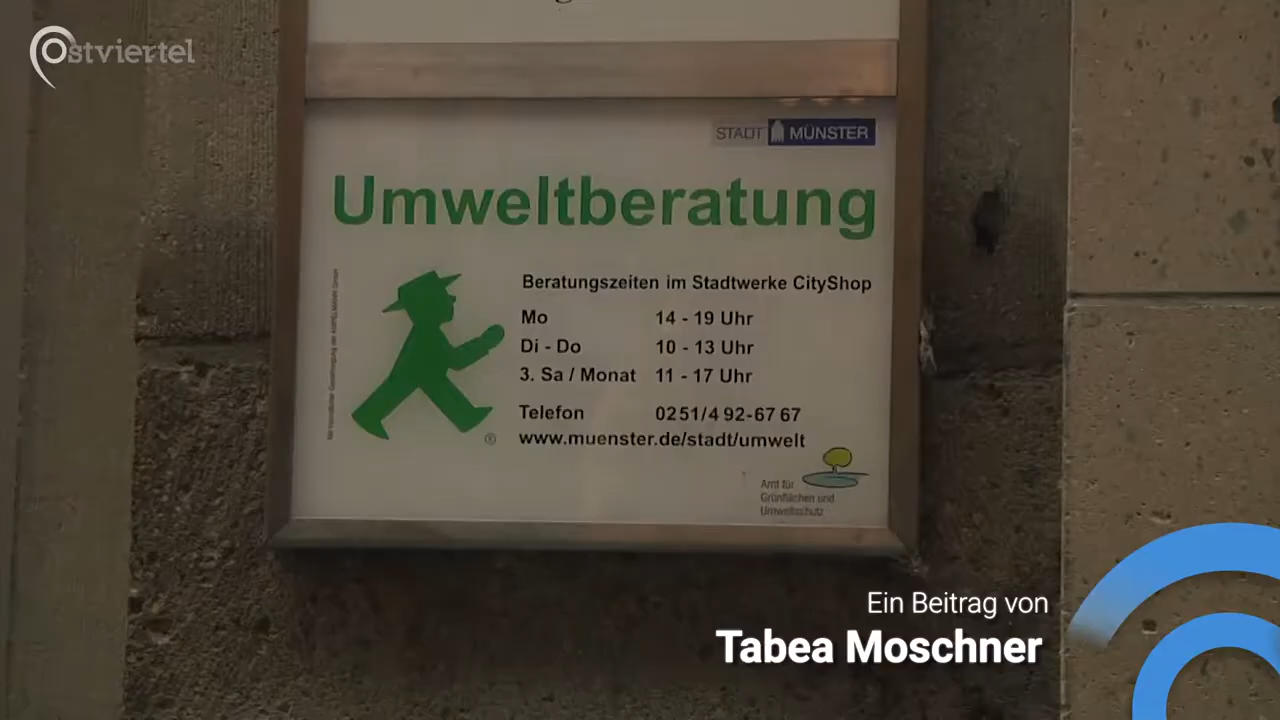 Ostviertel
STADT MÜNSTER
Umweltberatung
Beratungszeiten im Stadtwerke CityShop
Mo 14 - 19 Uhr
Di - Do 10 - 13 Uhr
3. Sa / Monat 11 - 17 Uhr
Telefon 0251/4 92-67 67
www.muenster.de/stadt/umwelt
®
Amt für
Grünflächen und
Umweltschutz
Ein Beitrag von
Tabea Moschner